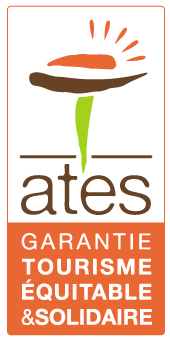 ates
GARANTIE
TOURISME
ÉQUITABLE
&SOLIDAIRE